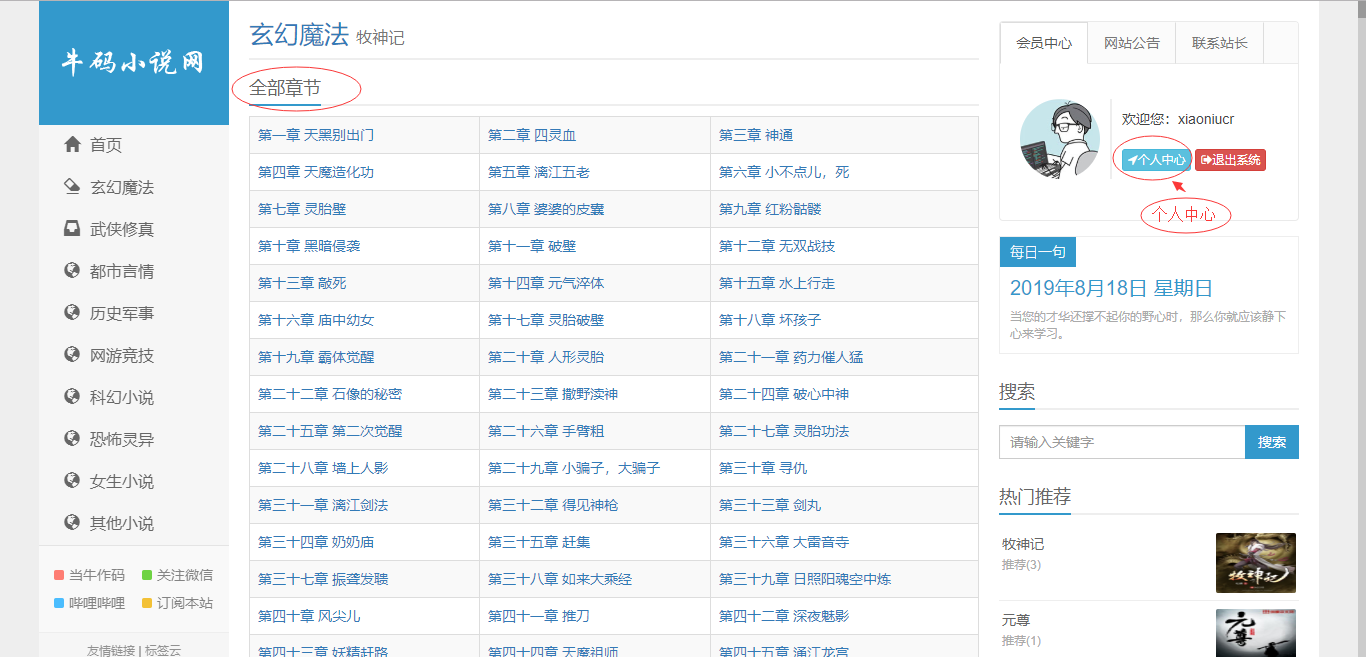 牛码小说网
首页
玄幻魔法
武侠修真
都市言情
历史军事
网游竞技
科幻小说
恐怖灵异
女生小说
其他小说
当牛作码 关注微信
哔哩哔哩 订阅本站
友情链接 | 标签云
玄幻魔法 牧神记
全部章节
第一章 天黑别出门 第二章 四灵血 第三章 神通
第四章 天魔造化功 第五章 漓江五老 第六章 小不点儿，死
第七章 灵胎壁 第八章 婆婆的皮囊 第九章 红粉骷髅
第十章 黑暗侵袭 第十一章 破壁 第十二章 无双战技
第十三章 敲死 第十四章 元气淬体 第十五章 水上行走
第十六章 庙中幼女 第十七章 灵胎破壁 第十八章 坏孩子
第十九章 霸体觉醒 第二十章 人形灵胎 第二十一章 药力催人猛
第二十二章 石像的秘密 第二十三章 撒野渎神 第二十四章 破心中神
第二十五章 第二次觉醒 第二十六章 手臂粗 第二十七章 灵胎功法
第二十八章 墙上人影 第二十九章 小骗子，大骗子 第三十章 寻仇
第三十一章 漓江剑法 第三十二章 得见神枪 第三十三章 剑丸
第三十四章 奶奶庙 第三十五章 赶集 第三十六章 大雷音寺
第三十七章 振聋发聩 第三十八章 如来大乘经 第三十九章 日照阳魂空中炼
第四十章 风尖儿 第四十一章 推刀 第四十二章 深夜魅影
第四十三章 妖精赶路 第四十四章 天魔祖师 第四十五章 涌江龙宫
会员中心 网站公告 联系站长
欢迎您：xiaoniucr
个人中心 退出系统
个人中心
每日一句
2019年8月18日 星期日
当您的才华还撑不起你的野心时，那么你就应该静下
心来学习。
搜索
请输入关键字 搜索
热门推荐
牧神记
推荐(3)
牧神记
元尊
推荐(1)
元尊